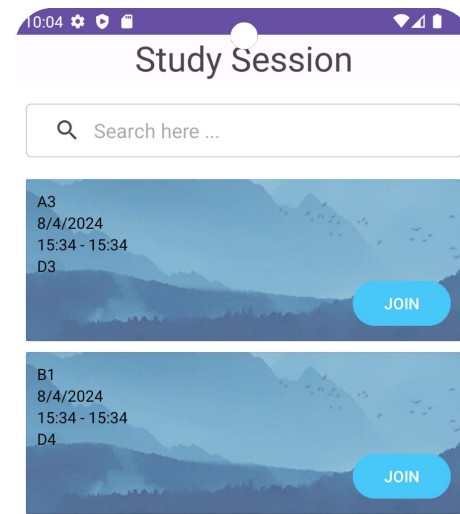 10:04
Study Session
Search here ...
A3
8/4/2024
15:34 - 15:34
D3
JOIN
B1
8/4/2024
15:34 - 15:34
D4
JOIN